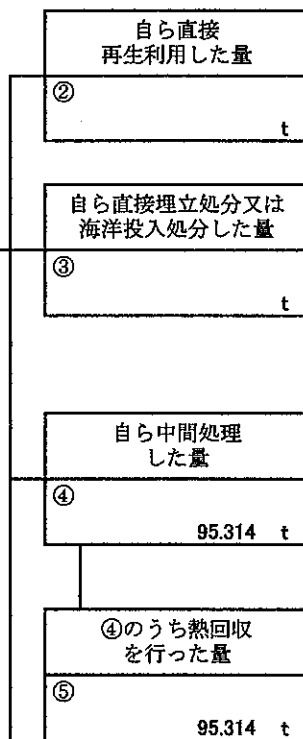 自ら直接
再生利用した量
②
t
自ら直接埋立処分又は
海洋投入処分した量
③
t
自ら中間処理
した量
④
95.314 t
④のうち熱回収
を行った量
⑤
95.314 t